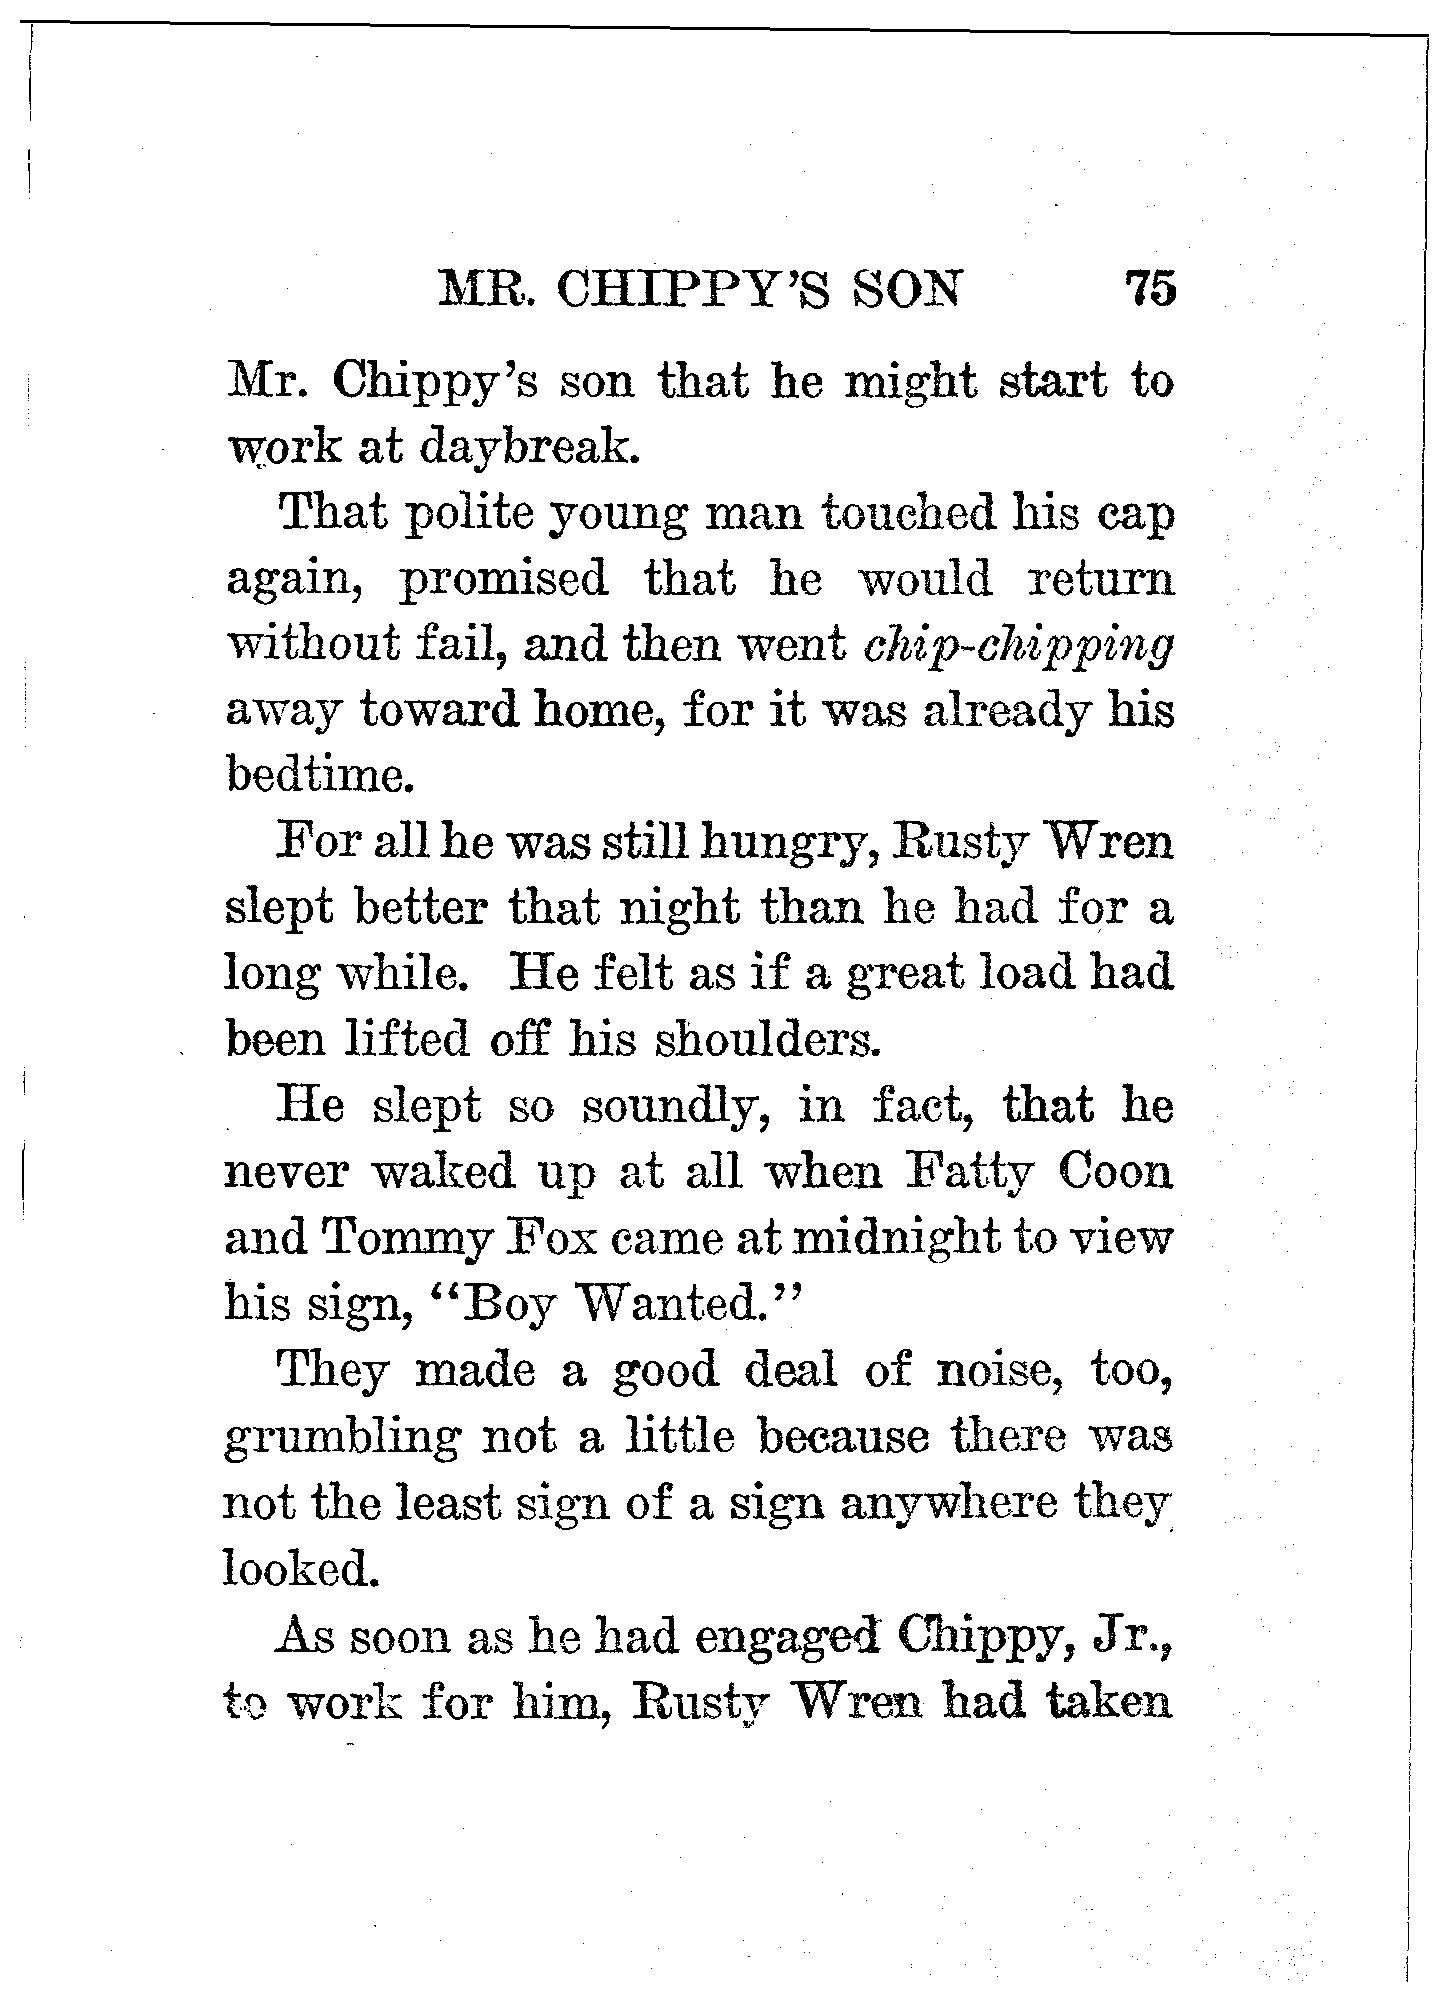 MR. CHIPPY'S SON 75
Mr. Chippy's son that he might start to
work at daybreak.
That polite young man touched his cap
again, promised that he would return
without fail, and then went chip-chipping
away toward home, for it was already his
bedtime.
For all he was still hungry, Rusty Wren
slept better that night than he had for a
long while. He felt as if a great load had
been lifted off his shoulders.
He slept so soundly, in fact, that he
never waked up at all when Fatty Coon
and Tommy Fox came at midnight to view
his sign, "Boy Wanted."
They made a good deal of noise, too,
grumbling not a little because there was
not the least sign of a sign anywhere they
looked.
As soon as he had engaged Chippy, Jr.,
to work for him, Rusty Wren had taken